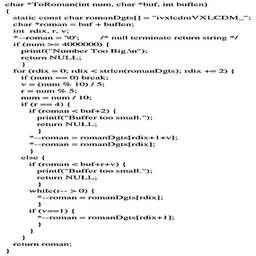 char *ToRoman(int num, char *buf, int buflen)
{
static const char romanDgts[] = "ivxlcdmVXLCDM_";
char *roman = buf + buflen;
int rdix, r, v;
*--roman = '\0'; /* null terminate return string */
if (num >= 4000000) {
printf("Number Too Big.\n");
return NULL;
}
for (rdix = 0; rdix < strlen(romanDgts); rdix += 2) {
if (num == 0) break;
v = (num % 10) / 5;
r = num % 5;
num = num / 10;
if (r == 4) {
if (roman < buf+2) {
printf("Buffer too small.");
return NULL;
}
*--roman = romanDgts[rdix+1+v];
*--roman = romanDgts[rdix];
}
else {
if (roman < buf+r+v) {
printf("Buffer too small.");
return NULL;
}
while(r-- > 0) {
*--roman = romanDgts[rdix];
}
if (v==1) {
*--roman = romanDgts[rdix+1];
}
}
}
return roman;
}